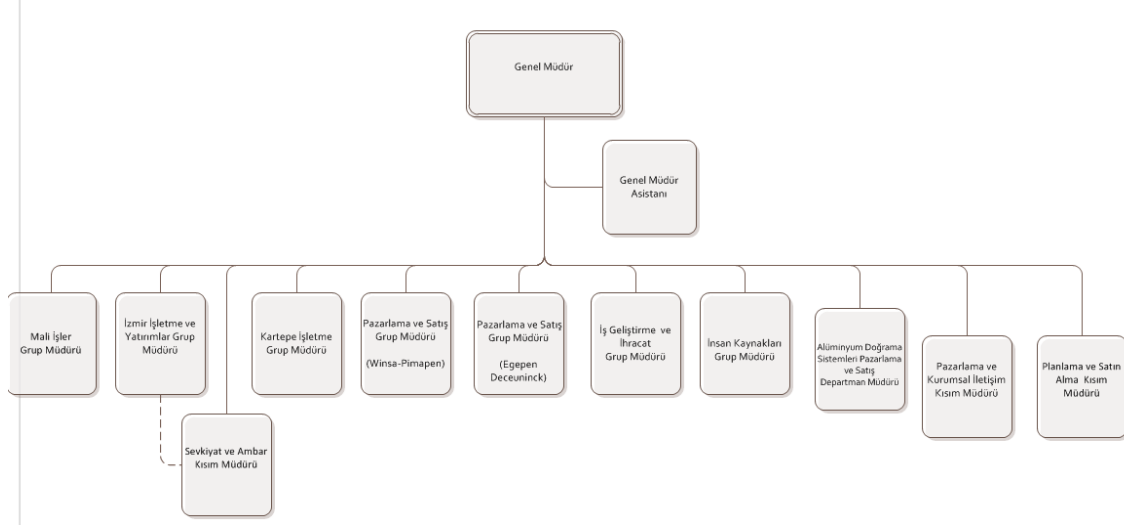 Genel Müdür
Genel Müdür
Asistanı
Mali İşler
Grup Müdürü
İzmir İşletme ve
Yatırımlar Grup
Müdürü
Kartepe İşletme
Grup Müdürü
Pazarlama ve Satış
Grup Müdürü
(Winsa-Pimapen)
Pazarlama ve Satış
Grup Müdürü
(Egepen
Deceuninck)
İş Geliştirme ve
İhracat
Grup Müdürü
İnsan Kaynakları
Grup Müdürü
Alüminyum Doğrama
Sistemleri Pazarlama
ve Satış
Departman Müdürü
Pazarlama ve
Kurumsal İletişim
Kısım Müdürü
Planlama ve Satın
Alma Kısım
Müdürü
Sevkiyat ve Ambar
Kısım Müdürü